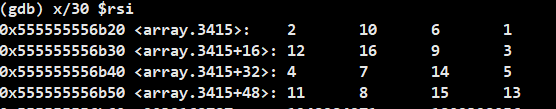 (gdb) x/30 $rsi
0x555555556b20 <array.3415>: 2 10 6 1
0x555555556b30 <array.3415+16>: 12 16 9 3
0x555555556b40 <array.3415+32>: 4 7 14 5
0x555555556b50 <array.3415+48>: 11 8 15 13